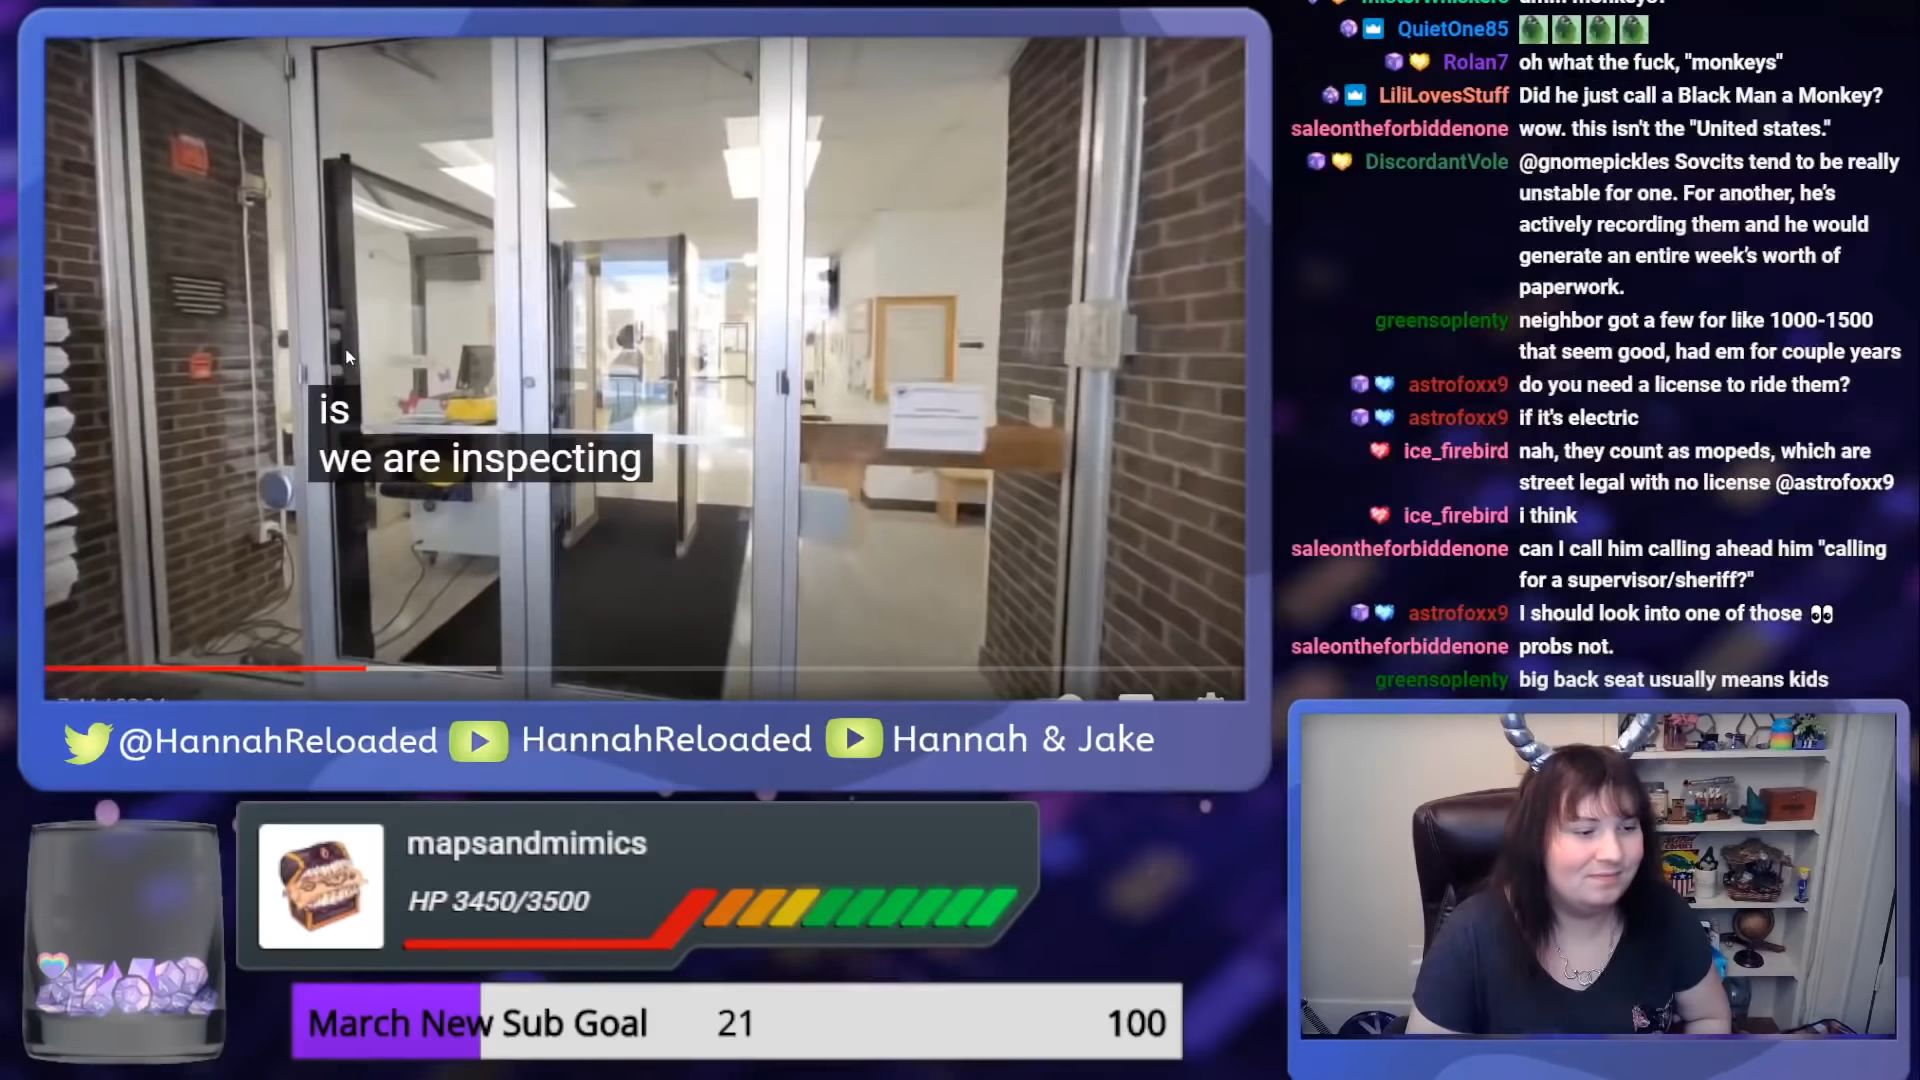 is
we are inspecting
@HannahReloaded
HannahReloaded
Hannah & Jake
mapsandmimics
HP 3450/3500
March New Sub Goal 21 100
QuietOne85
Rolan7 oh what the fuck, "monkeys"
LiliLovesStuff Did he just call a Black Man a Monkey?
saleontheforbiddenone wow. this isn't the "United states."
DiscordantVole @gnomepickles Sovcits tend to be really
unstable for one. For another, he's
actively recording them and he would
generate an entire week's worth of
paperwork.
greensoplenty neighbor got a few for like 1000-1500
that seem good, had em for couple years
astrofoxx9 do you need a license to ride them?
astrofoxx9 if it's electric
ice_firebird nah, they count as mopeds, which are
street legal with no license @astrofoxx9
ice_firebird i think
saleontheforbiddenone can I call him calling ahead him "calling
for a supervisor/sheriff?"
astrofoxx9 I should look into one of those 👀
saleontheforbiddenone probs not.
greensoplenty big back seat usually means kids